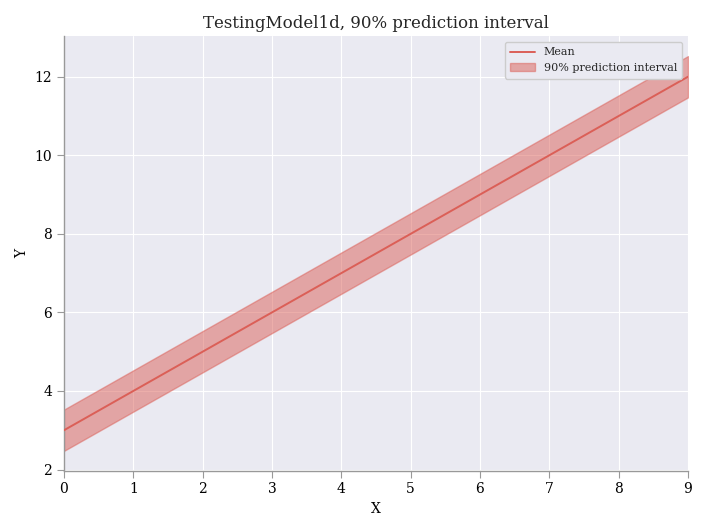 TestingModel1d, 90% prediction interval
Mean
90% prediction interval
12
10
8
6
4
2
Y
0 1 2 3 4 5 6 7 8 9
X